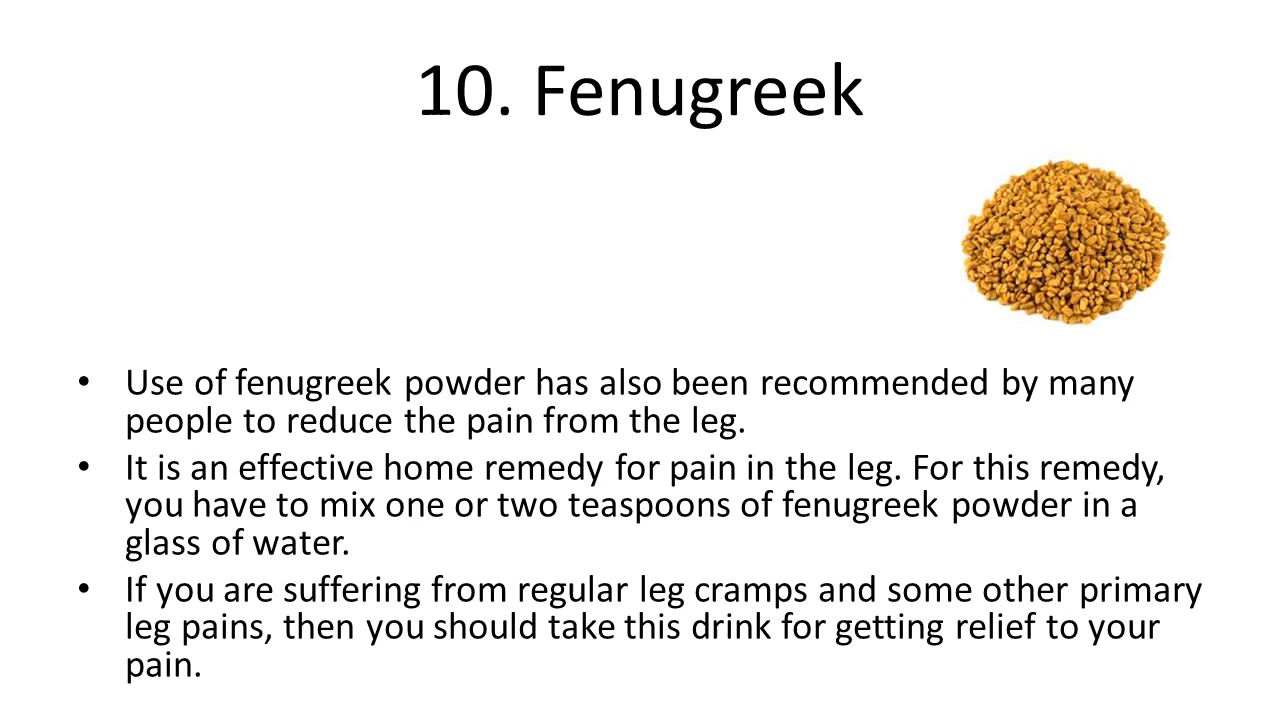 10. Fenugreek
• Use of fenugreek powder has also been recommended by many
people to reduce the pain from the leg.
• It is an effective home remedy for pain in the leg. For this remedy,
you have to mix one or two teaspoons of fenugreek powder in a
glass of water.
• If you are suffering from regular leg cramps and some other primary
leg pains, then you should take this drink for getting relief to your
pain.